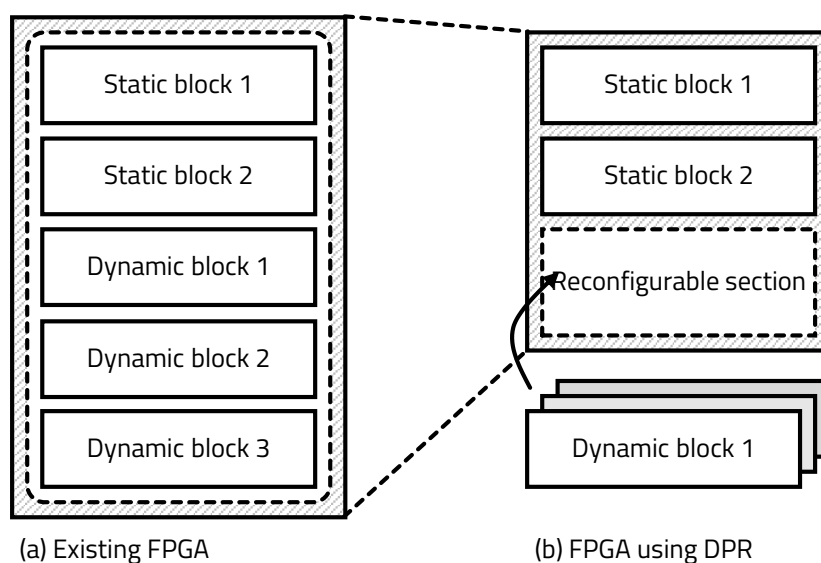 Static block 1
Static block 2
Dynamic block 1
Dynamic block 2
Dynamic block 3
(a) Existing FPGA
Static block 1
Static block 2
Reconfigurable section
Dynamic block 1
(b) FPGA using DPR